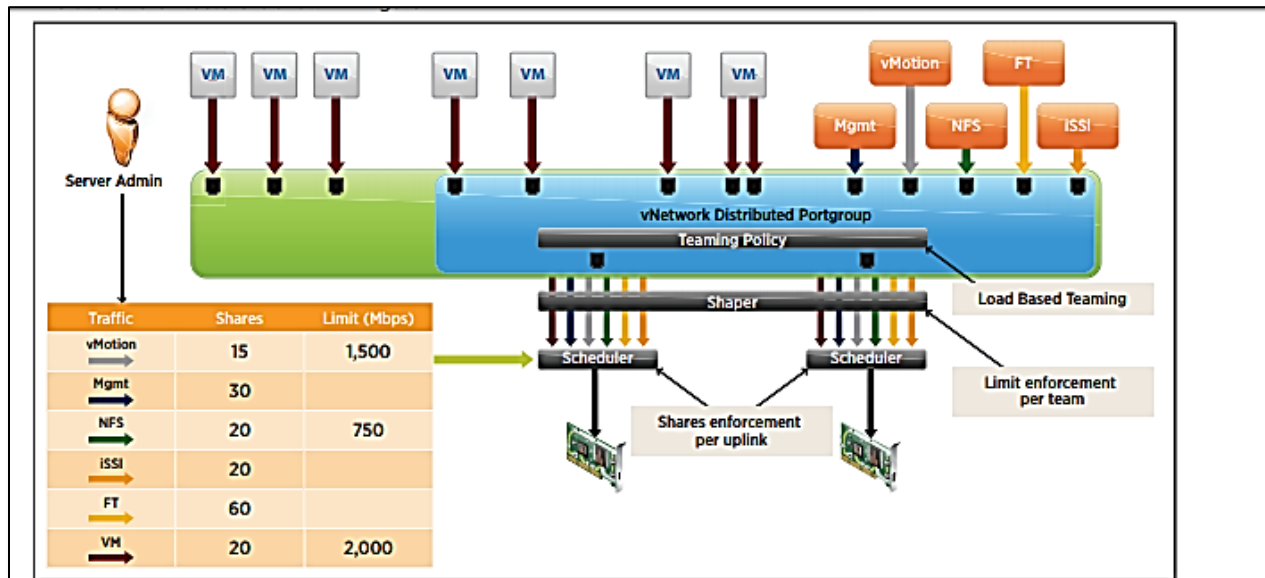 VM VM VM VM VM VM VM
vMotion FT
Mgmt NFS iSSI
Server Admin
vNetwork Distributed Portgroup
Teaming Policy
Load Based Teaming
Shaper
Traffic Shares Limit (Mbps)
vMotion 15 1,500
Mgmt 30
NFS 20 750
iSSI 20
FT 60
VM 20 2,000
Scheduler Scheduler
Limit enforcement
per team
Shares enforcement
per uplink